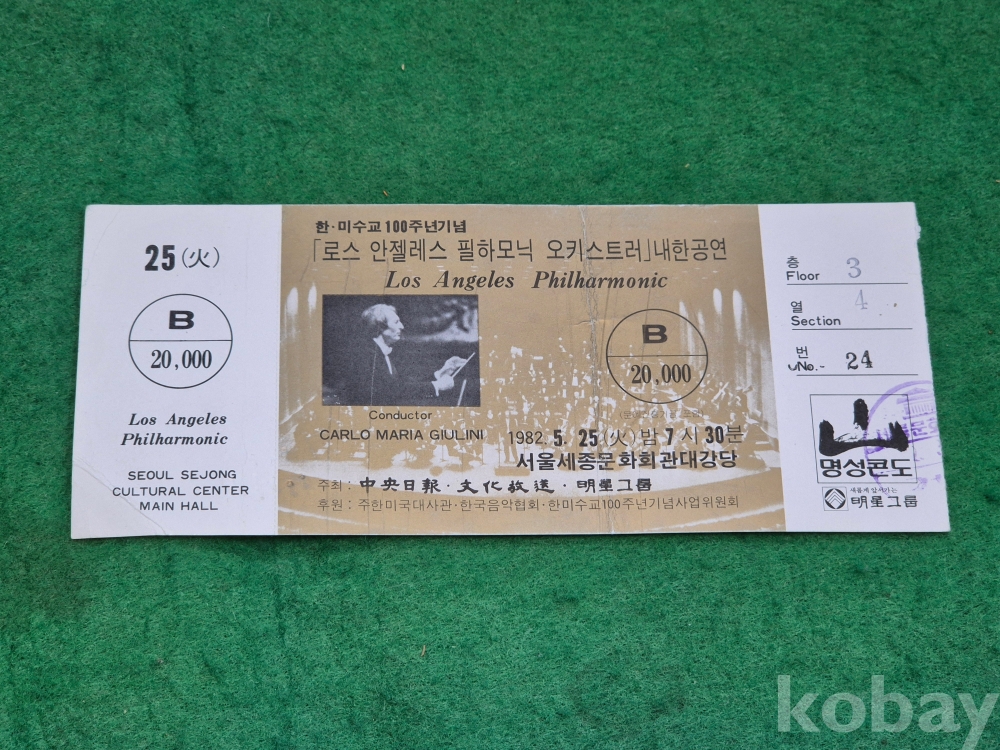 25(火)
B
20,000
Los Angeles
Philharmonic
SEOUL SEJONG
CULTURAL CENTER
MAIN HALL
한·미수교 100주년기념
「로스 안젤레스 필하모닉 오키스트러」내한공연
Los Angeles Philharmonic
Conductor
CARLO MARIA GIULINI
B
20,000
1982. 5. 25(火) 밤 7시 30분
서울세종문화회관대강당
주최 : 中央日報 · 文化放送 · 明星그룹
후원 : 주한미국대사관·한국음악협회·한미수교100주년기념사업위원회
층
Floor 3
열
Section 4
번
No.- 24
명성콘도
새롭게 앞서가는
明星그룹
kobay